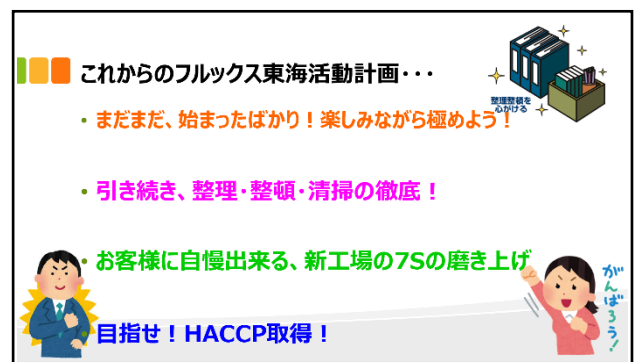 これからのフルックス東海活動計画・・・
整理整頓を
心がける
・まだまだ、始まったばかり！楽しみながら極めよう！
・引き続き、整理・整頓・清掃の徹底！
・お客様に自慢出来る、新工場の7Sの磨き上げ
・目指せ！HACCP取得！
がんばろう！